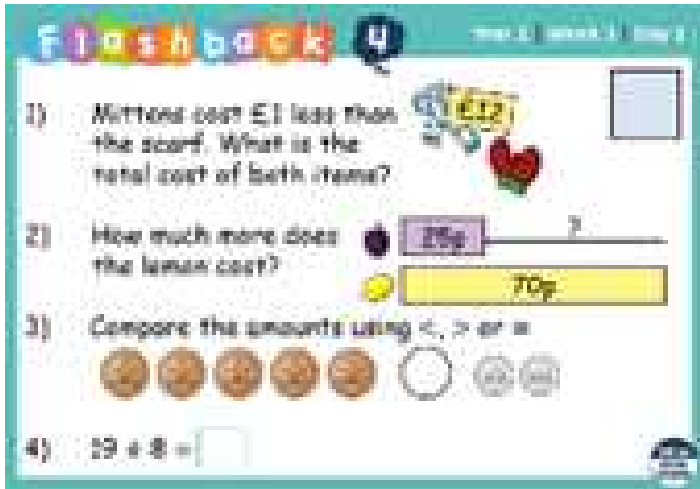 Flashback 4
Year 2 | Week 1 | Day 1
1) Mittens cost £1 less than
the scarf. What is the
total cost of both items?
£12
2) How much more does
the lemon cost?
25p
?
70p
3) Compare the amounts using <, > or =
4) 19 + 8 =